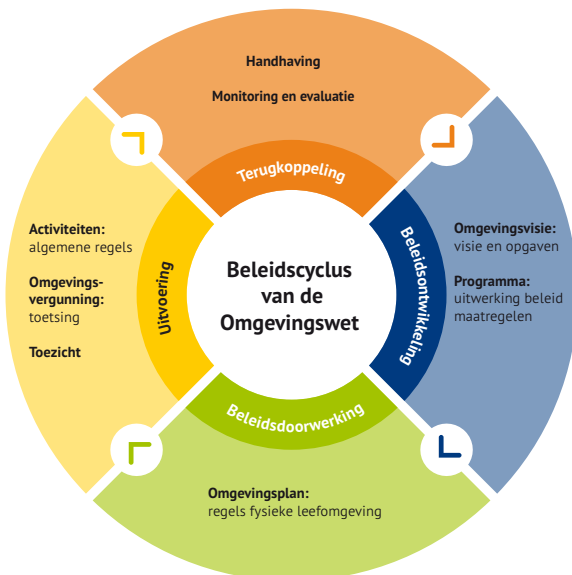 Handhaving
Monitoring en evaluatie
Terugkoppeling
Omgevingsvisie:
visie en opgaven
Programma:
uitwerking beleid
maatregelen
Beleidsontwikkeling
Beleidscyclus
van de
Omgevingswet
Activiteiten:
algemene regels
Omgevings-
vergunning:
toetsing
Toezicht
Uitvoering
Beleidsdoorwerking
Omgevingsplan:
regels fysieke leefomgeving